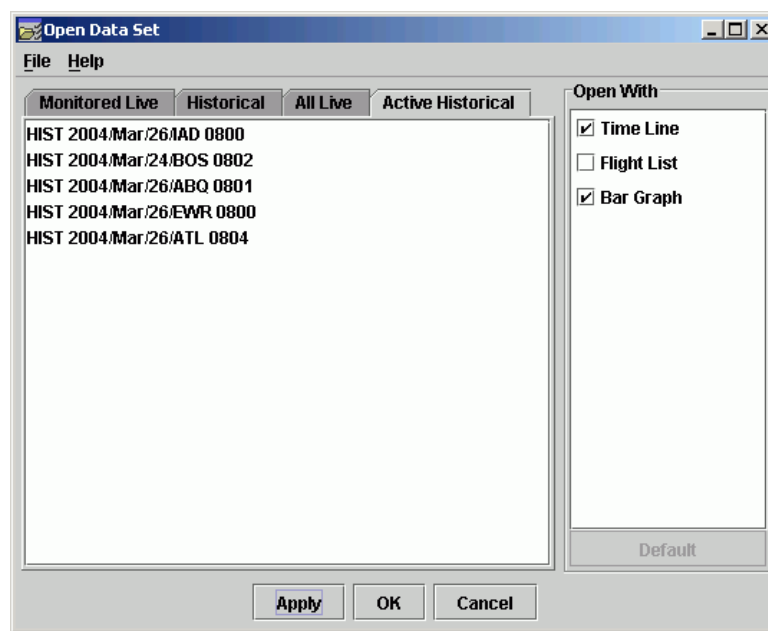 Open Data Set
File Help
Monitored Live Historical All Live Active Historical
HIST 2004/Mar/26/IAD 0800
HIST 2004/Mar/24/BOS 0802
HIST 2004/Mar/26/ABQ 0801
HIST 2004/Mar/26/EWR 0800
HIST 2004/Mar/26/ATL 0804
Open With
Time Line
Flight List
Bar Graph
Default
Apply OK Cancel